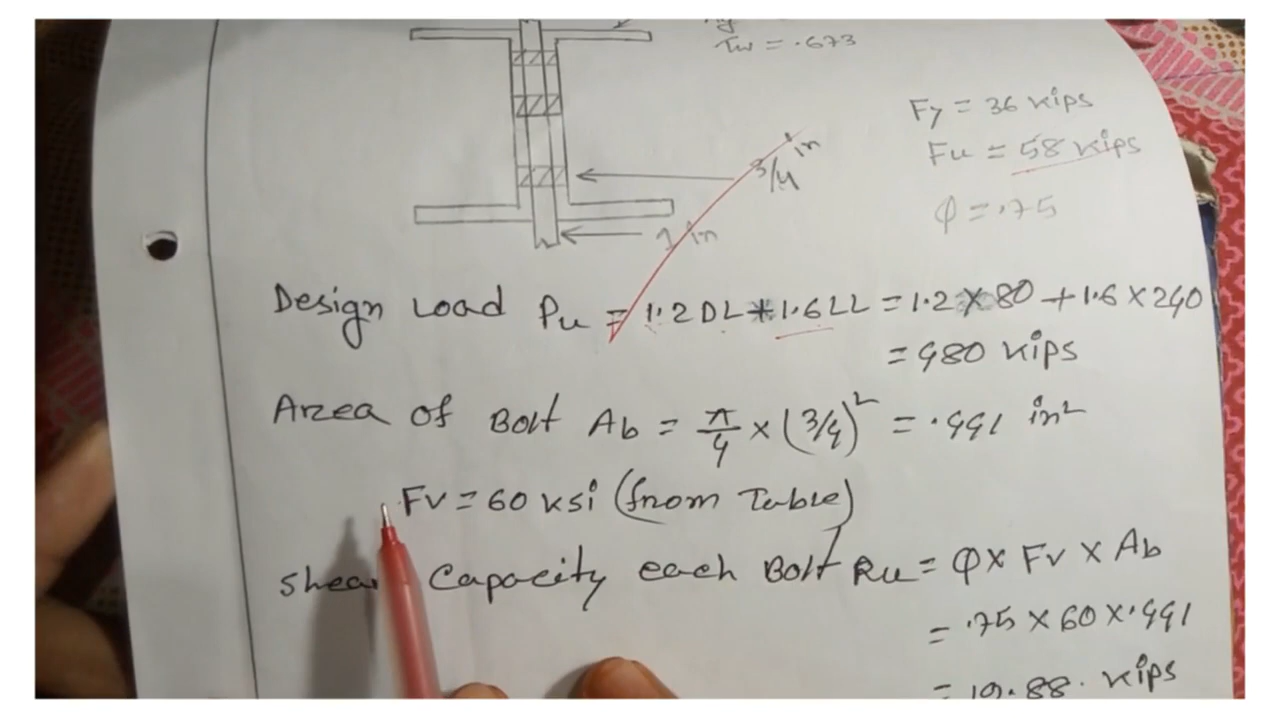 Tw = .673
Fy = 36 kips
Fu = 58 kips
φ = .75
3/4 in
1 in
Design Load Pu = 1.2DL * 1.6LL = 1.2 × 80 + 1.6 × 240
= 480 kips
Area of Bolt Ab = π/4 × (3/4)² = .441 in²
Fv = 60 ksi (from Table)
Shear Capacity each Bolt Ru = φ × Fv × Ab
= .75 × 60 × .441
= 19.88. kips